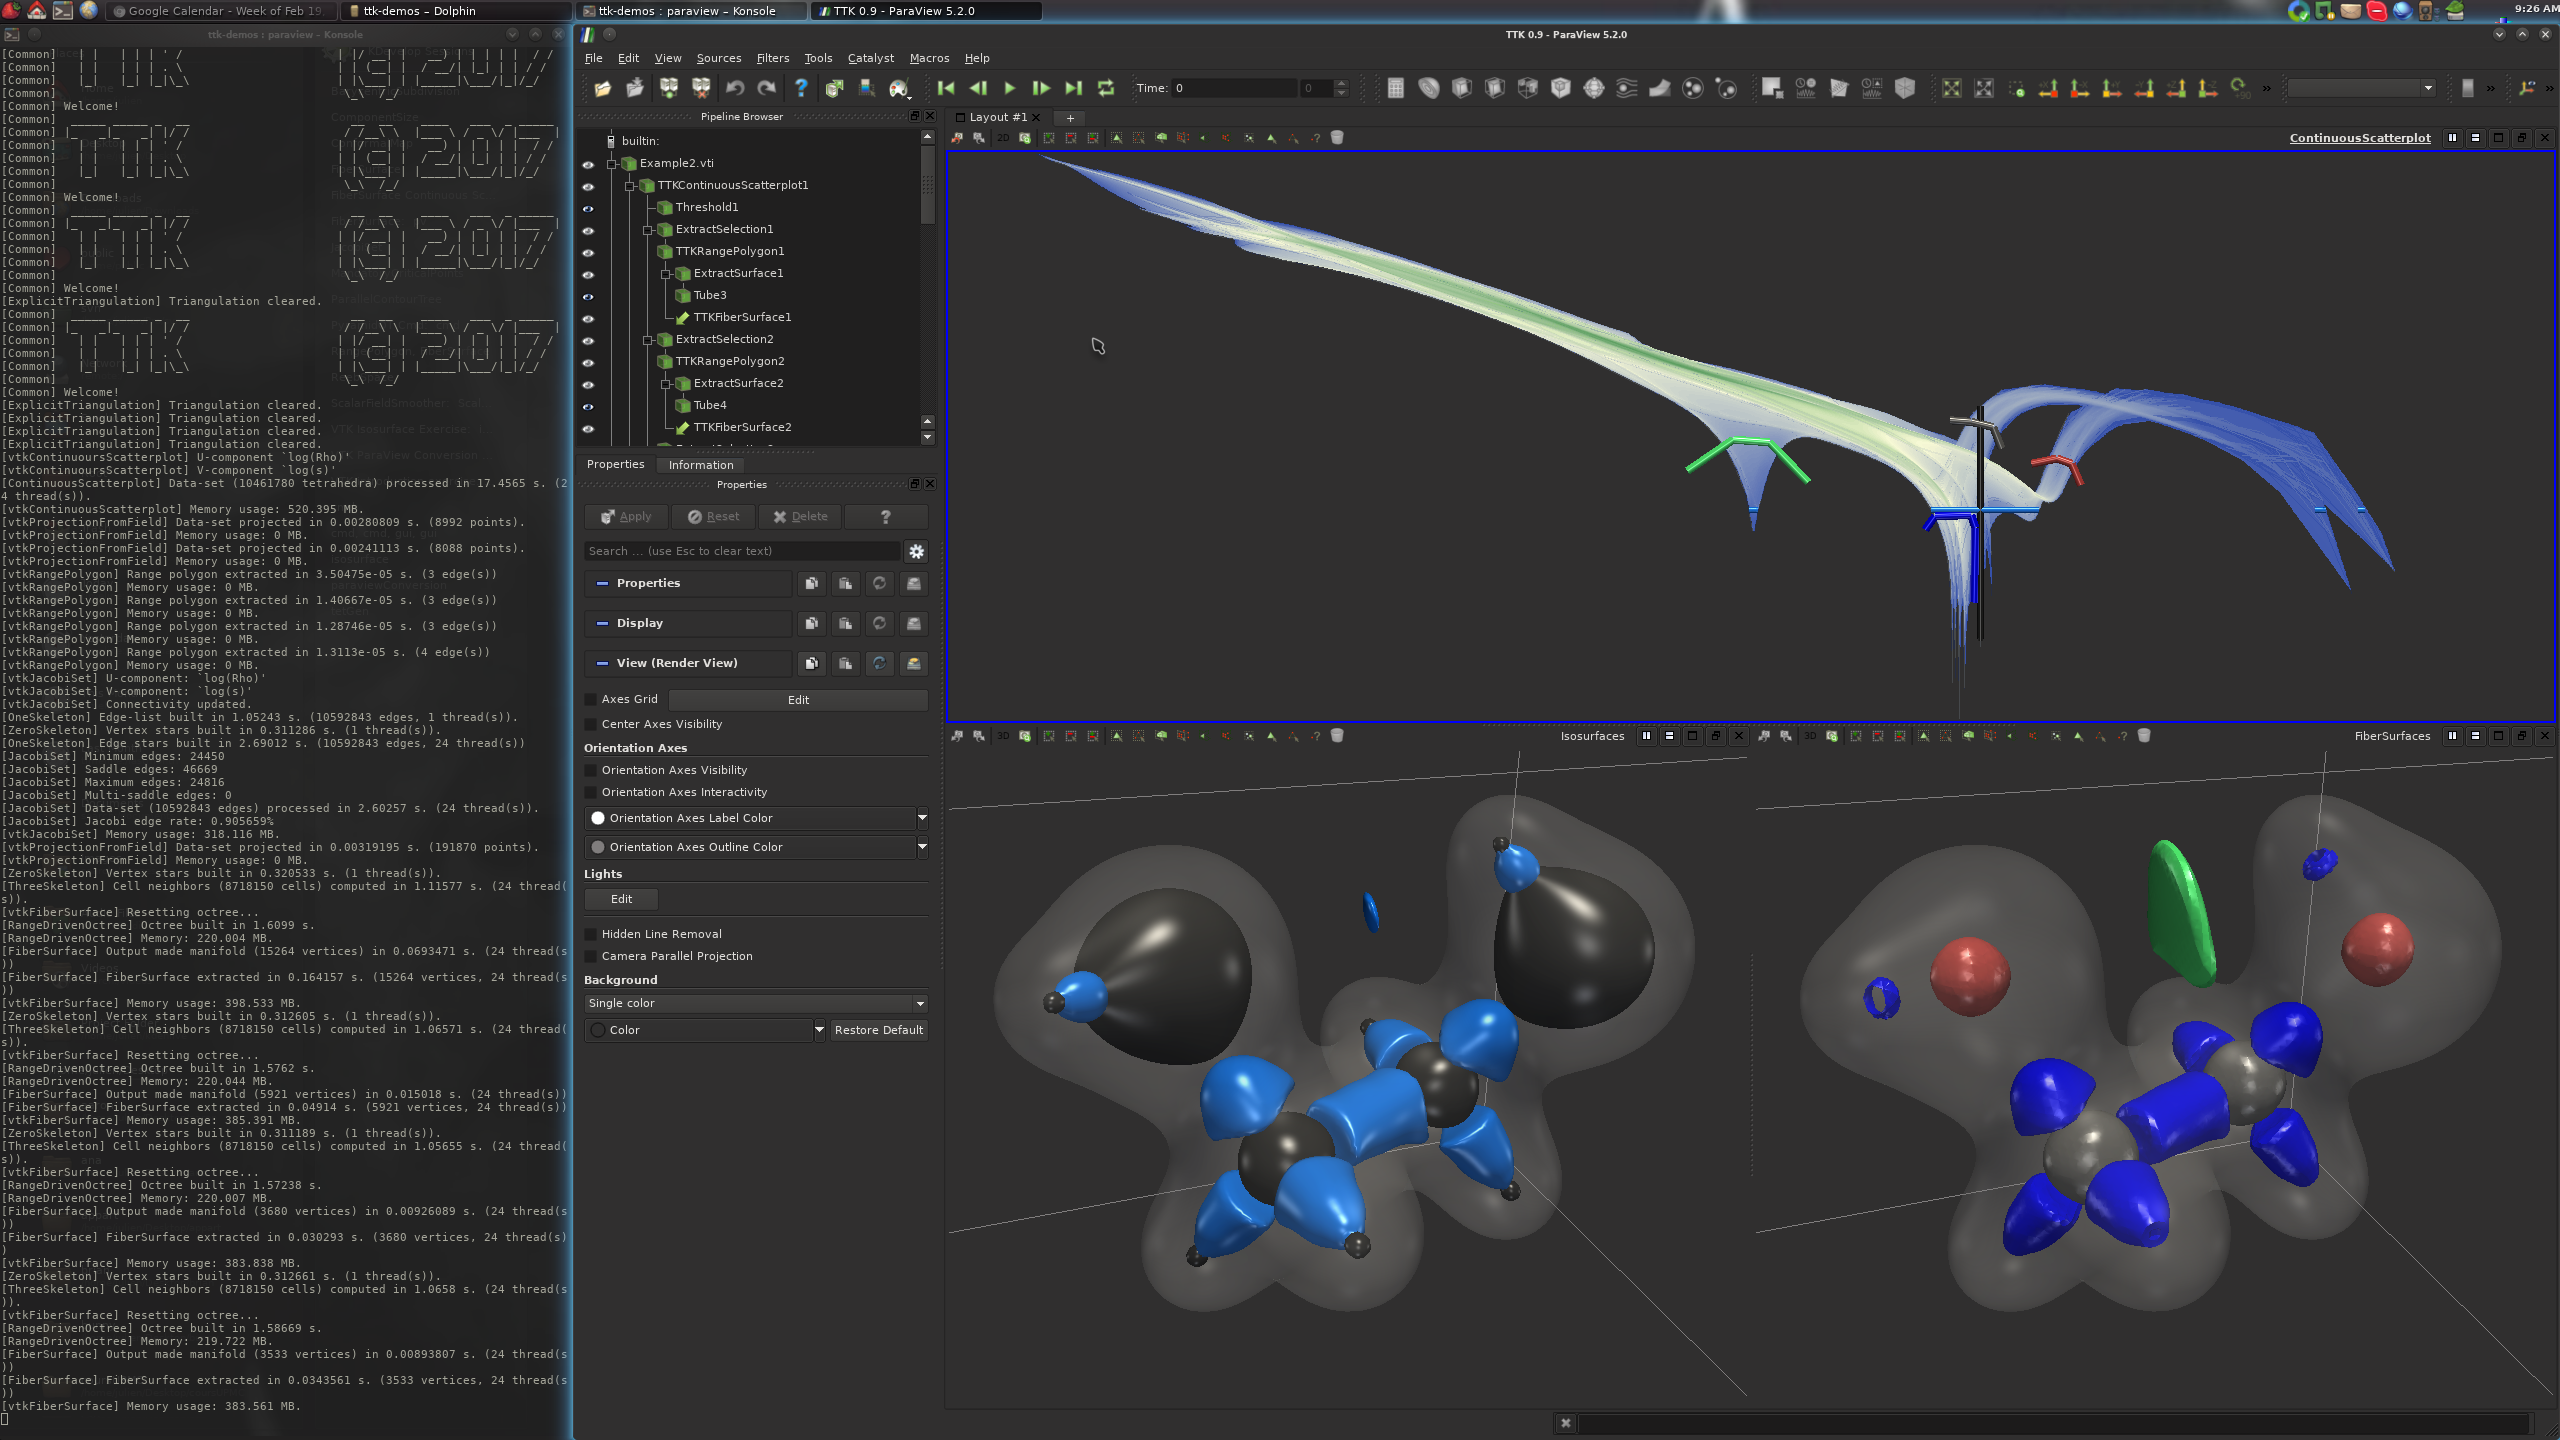 Google Calendar - Week of Feb 19,
ttk-demos – Dolphin
ttk-demos : paraview – Konsole
TTK 0.9 - ParaView 5.2.0
9:26 AM
ttk-demos : paraview – Konsole
[Common] Welcome!
[Common] Welcome!
[Common] Welcome!
[ExplicitTriangulation] Triangulation cleared.
[Common] Welcome!
[ExplicitTriangulation] Triangulation cleared.
[ExplicitTriangulation] Triangulation cleared.
[ExplicitTriangulation] Triangulation cleared.
[ExplicitTriangulation] Triangulation cleared.
[vtkContinuoursScatterplot] U-component `log(Rho)'
[vtkContinuoursScatterplot] V-component `log(s)'
[ContinuousScatterplot] Data-set (10461780 tetrahedra) processed in 17.4565 s. (2
4 thread(s)).
[vtkContinuousScatterplot] Memory usage: 520.395 MB.
[vtkProjectionFromField] Data-set projected in 0.00280809 s. (8992 points).
[vtkProjectionFromField] Memory usage: 0 MB.
[vtkProjectionFromField] Data-set projected in 0.00241113 s. (8088 points).
[vtkProjectionFromField] Memory usage: 0 MB.
[vtkRangePolygon] Range polygon extracted in 3.50475e-05 s. (3 edge(s))
[vtkRangePolygon] Memory usage: 0 MB.
[vtkRangePolygon] Range polygon extracted in 1.40667e-05 s. (3 edge(s))
[vtkRangePolygon] Memory usage: 0 MB.
[vtkRangePolygon] Range polygon extracted in 1.28746e-05 s. (3 edge(s))
[vtkRangePolygon] Memory usage: 0 MB.
[vtkRangePolygon] Range polygon extracted in 1.3113e-05 s. (4 edge(s))
[vtkRangePolygon] Memory usage: 0 MB.
[vtkJacobiSet] U-component: `log(Rho)'
[vtkJacobiSet] V-component: `log(s)'
[vtkJacobiSet] Connectivity updated.
[OneSkeleton] Edge-list built in 1.05243 s. (10592843 edges, 1 thread(s)).
[ZeroSkeleton] Vertex stars built in 0.311286 s. (1 thread(s)).
[OneSkeleton] Edge stars built in 2.69012 s. (10592843 edges, 24 thread(s))
[JacobiSet] Minimum edges: 24450
[JacobiSet] Saddle edges: 46669
[JacobiSet] Maximum edges: 24816
[JacobiSet] Multi-saddle edges: 0
[JacobiSet] Data-set (10592843 edges) processed in 2.60257 s. (24 thread(s)).
[JacobiSet] Jacobi edge rate: 0.905659%
[vtkJacobiSet] Memory usage: 318.116 MB.
[vtkProjectionFromField] Data-set projected in 0.00319195 s. (191870 points).
[vtkProjectionFromField] Memory usage: 0 MB.
[ZeroSkeleton] Vertex stars built in 0.320533 s. (1 thread(s)).
[ThreeSkeleton] Cell neighbors (8718150 cells) computed in 1.11577 s. (24 thread(
s)).
[vtkFiberSurface] Resetting octree...
[RangeDrivenOctree] Octree built in 1.6099 s.
[RangeDrivenOctree] Memory: 220.004 MB.
[FiberSurface] Output made manifold (15264 vertices) in 0.0693471 s. (24 thread(s
))
[FiberSurface] FiberSurface extracted in 0.164157 s. (15264 vertices, 24 thread(s
))
[vtkFiberSurface] Memory usage: 398.533 MB.
[ZeroSkeleton] Vertex stars built in 0.312605 s. (1 thread(s)).
[ThreeSkeleton] Cell neighbors (8718150 cells) computed in 1.06571 s. (24 thread(
s)).
[vtkFiberSurface] Resetting octree...
[RangeDrivenOctree] Octree built in 1.5762 s.
[RangeDrivenOctree] Memory: 220.044 MB.
[FiberSurface] Output made manifold (5921 vertices) in 0.015018 s. (24 thread(s))
[FiberSurface] FiberSurface extracted in 0.04914 s. (5921 vertices, 24 thread(s))
[vtkFiberSurface] Memory usage: 385.391 MB.
[ZeroSkeleton] Vertex stars built in 0.311189 s. (1 thread(s)).
[ThreeSkeleton] Cell neighbors (8718150 cells) computed in 1.05655 s. (24 thread(
s)).
[vtkFiberSurface] Resetting octree...
[RangeDrivenOctree] Octree built in 1.57238 s.
[RangeDrivenOctree] Memory: 220.007 MB.
[FiberSurface] Output made manifold (3680 vertices) in 0.00926089 s. (24 thread(s
))
[FiberSurface] FiberSurface extracted in 0.030293 s. (3680 vertices, 24 thread(s)
)
[vtkFiberSurface] Memory usage: 383.838 MB.
[ZeroSkeleton] Vertex stars built in 0.312661 s. (1 thread(s)).
[ThreeSkeleton] Cell neighbors (8718150 cells) computed in 1.0658 s. (24 thread(s
)).
[vtkFiberSurface] Resetting octree...
[RangeDrivenOctree] Octree built in 1.58669 s.
[RangeDrivenOctree] Memory: 219.722 MB.
[FiberSurface] Output made manifold (3533 vertices) in 0.00893807 s. (24 thread(s
))
[FiberSurface] FiberSurface extracted in 0.0343561 s. (3533 vertices, 24 thread(s
))
[vtkFiberSurface] Memory usage: 383.561 MB.
TTK 0.9 - ParaView 5.2.0
File Edit View Sources Filters Tools Catalyst Macros Help
Time: 0 0
Pipeline Browser
builtin:
Example2.vti
TTKContinuousScatterplot1
Threshold1
ExtractSelection1
TTKRangePolygon1
ExtractSurface1
Tube3
TTKFiberSurface1
ExtractSelection2
TTKRangePolygon2
ExtractSurface2
Tube4
TTKFiberSurface2
Properties Information
Properties
Apply Reset Delete ?
Search ... (use Esc to clear text)
Properties
Display
View (Render View)
Axes Grid Edit
Center Axes Visibility
Orientation Axes
Orientation Axes Visibility
Orientation Axes Interactivity
Orientation Axes Label Color
Orientation Axes Outline Color
Lights
Edit
Hidden Line Removal
Camera Parallel Projection
Background
Single color
Color Restore Default
Layout #1
2D ContinuousScatterplot
3D Isosurfaces
3D FiberSurfaces